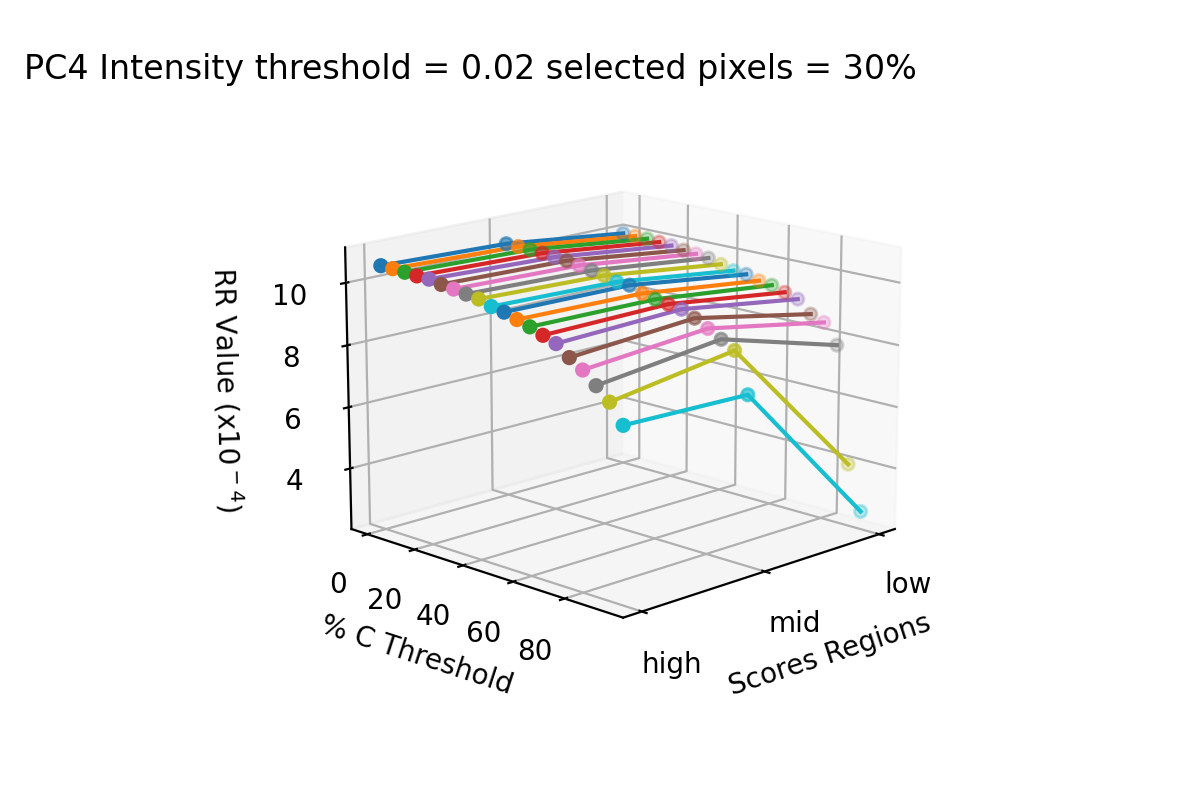 PC4 Intensity threshold = 0.02 selected pixels = 30%
RR Value (x10⁻⁴)
10
8
6
4
0
20
40
60
80
% C Threshold
high
mid
low
Scores Regions